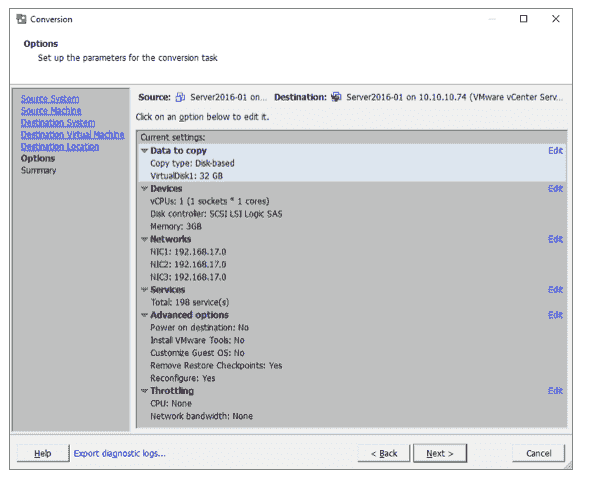 Conversion
Options
Set up the parameters for the conversion task
Source System
Source Machine
Destination System
Destination Virtual Machine
Destination Location
Options
Summary
Source: Server2016-01 on... Destination: Server2016-01 on 10.10.10.74 (VMware vCenter Serv...
Click on an option below to edit it.
Current settings:
Data to copy Edit
Copy type: Disk-based
VirtualDisk1: 32 GB
Devices Edit
vCPUs: 1 (1 sockets * 1 cores)
Disk controller: SCSI LSI Logic SAS
Memory: 3GB
Networks Edit
NIC1: 192.168.17.0
NIC2: 192.168.17.0
NIC3: 192.168.17.0
Services Edit
Total: 198 service(s)
Advanced options Edit
Power on destination: No
Install VMware Tools: No
Customize Guest OS: No
Remove Restore Checkpoints: Yes
Reconfigure: Yes
Throttling Edit
CPU: None
Network bandwidth: None
Help Export diagnostic logs... < Back Next > Cancel